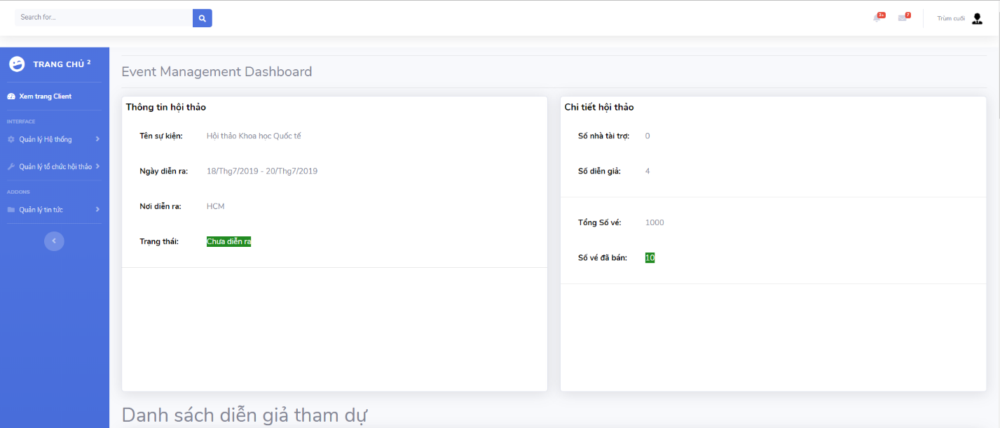 Search for...
3+
7
Trùm cuối
TRANG CHỦ 2
Xem trang Client
INTERFACE
Quản lý Hệ thống
Quản lý tổ chức hội thảo
ADDONS
Quản lý tin tức
Event Management Dashboard
Thông tin hội thảo
Tên sự kiện: Hội thảo Khoa học Quốc tế
Ngày diễn ra: 18/Thg7/2019 - 20/Thg7/2019
Nơi diễn ra: HCM
Trạng thái: Chưa diễn ra
Chi tiết hội thảo
Số nhà tài trợ: 0
Số diễn giả: 4
Tổng Số vé: 1000
Số vé đã bán: 10
Danh sách diễn giả tham dự